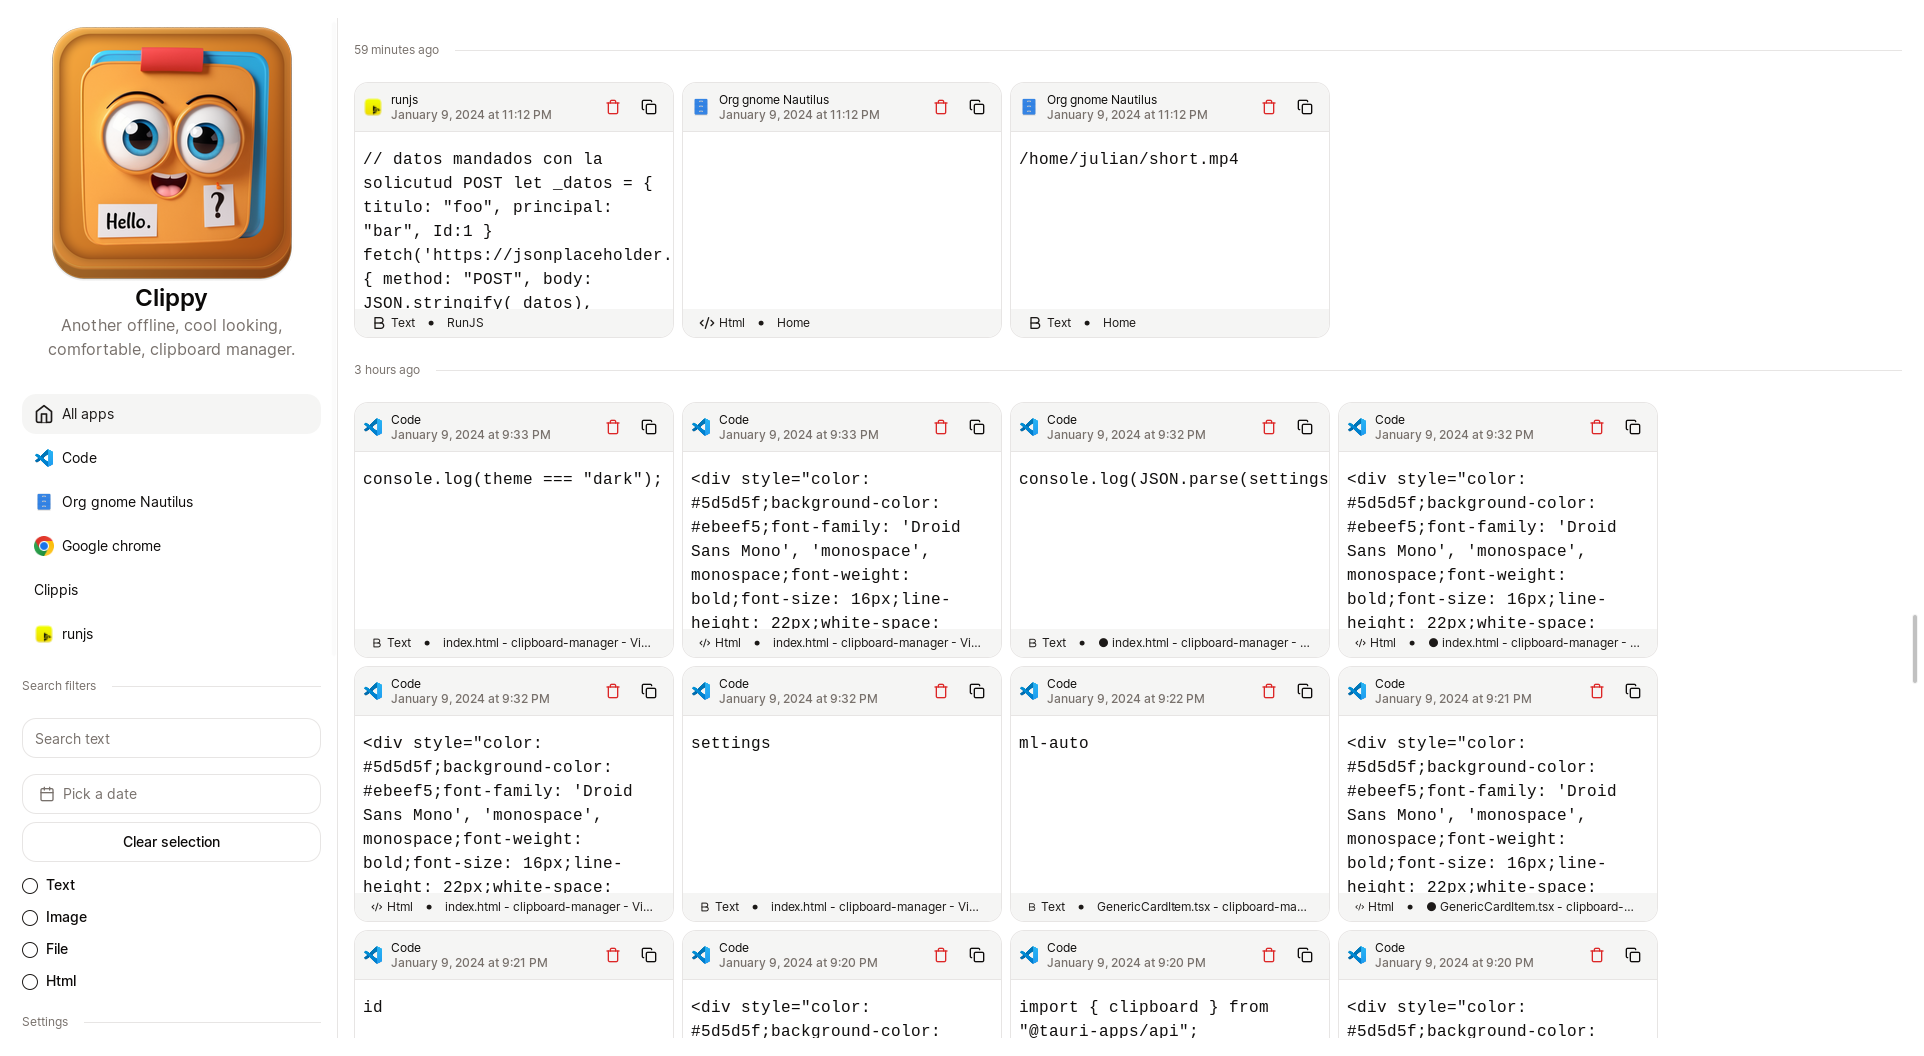 Hello.
?
Clippy
Another offline, cool looking,
comfortable, clipboard manager.
All apps
Code
Org gnome Nautilus
Google chrome
Clippis
runjs
Search filters
Search text
Pick a date
Clear selection
Text
Image
File
Html
Settings
59 minutes ago
runjs
January 9, 2024 at 11:12 PM
// datos mandados con la
solicutud POST let _datos = {
titulo: "foo", principal:
"bar", Id:1 }
fetch('https://jsonplaceholder.
{ method: "POST", body:
JSON.stringify(_datos),
Text • RunJS
Org gnome Nautilus
January 9, 2024 at 11:12 PM
Html • Home
Org gnome Nautilus
January 9, 2024 at 11:12 PM
/home/julian/short.mp4
Text • Home
3 hours ago
Code
January 9, 2024 at 9:33 PM
console.log(theme === "dark");
Text • index.html - clipboard-manager - Vi...
Code
January 9, 2024 at 9:33 PM
<div style="color:
#5d5d5f;background-color:
#ebeef5;font-family: 'Droid
Sans Mono', 'monospace',
monospace;font-weight:
bold;font-size: 16px;line-
height: 22px;white-space:
Html • index.html - clipboard-manager - Vi...
Code
January 9, 2024 at 9:32 PM
console.log(JSON.parse(settings
Text • ● index.html - clipboard-manager - ...
Code
January 9, 2024 at 9:32 PM
<div style="color:
#5d5d5f;background-color:
#ebeef5;font-family: 'Droid
Sans Mono', 'monospace',
monospace;font-weight:
bold;font-size: 16px;line-
height: 22px;white-space:
Html • ● index.html - clipboard-manager - ...
Code
January 9, 2024 at 9:32 PM
<div style="color:
#5d5d5f;background-color:
#ebeef5;font-family: 'Droid
Sans Mono', 'monospace',
monospace;font-weight:
bold;font-size: 16px;line-
height: 22px;white-space:
Html • index.html - clipboard-manager - Vi...
Code
January 9, 2024 at 9:32 PM
settings
Text • index.html - clipboard-manager - Vi...
Code
January 9, 2024 at 9:22 PM
ml-auto
Text • GenericCardItem.tsx - clipboard-ma...
Code
January 9, 2024 at 9:21 PM
<div style="color:
#5d5d5f;background-color:
#ebeef5;font-family: 'Droid
Sans Mono', 'monospace',
monospace;font-weight:
bold;font-size: 16px;line-
height: 22px;white-space:
Html • ● GenericCardItem.tsx - clipboard-...
Code
January 9, 2024 at 9:21 PM
id
Code
January 9, 2024 at 9:20 PM
<div style="color:
#5d5d5f;background-color:
Code
January 9, 2024 at 9:20 PM
import { clipboard } from
"@tauri-apps/api";
Code
January 9, 2024 at 9:20 PM
<div style="color:
#5d5d5f;background-color: